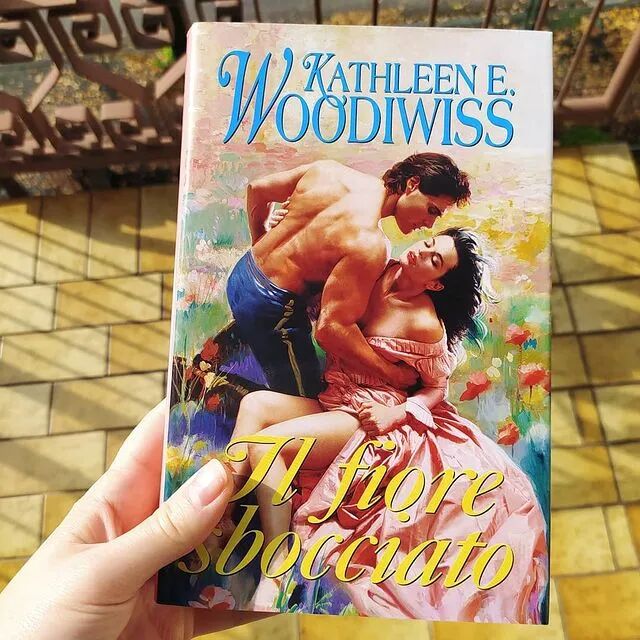 KATHLEEN E.
WOODIWISS
Il fiore
sbocciato